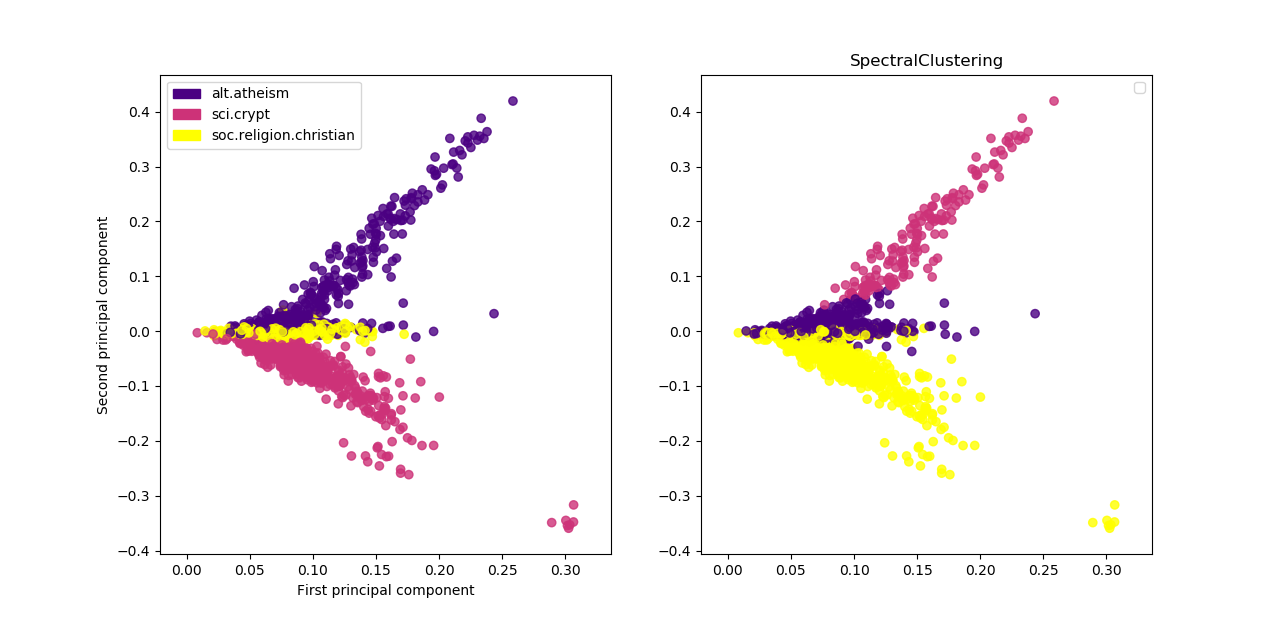 SpectralClustering
alt.atheism
sci.crypt
soc.religion.christian
Second principal component
0.4
0.3
0.2
0.1
0.0
−0.1
−0.2
−0.3
−0.4
0.00 0.05 0.10 0.15 0.20 0.25 0.30
First principal component
0.4
0.3
0.2
0.1
0.0
−0.1
−0.2
−0.3
−0.4
0.00 0.05 0.10 0.15 0.20 0.25 0.30